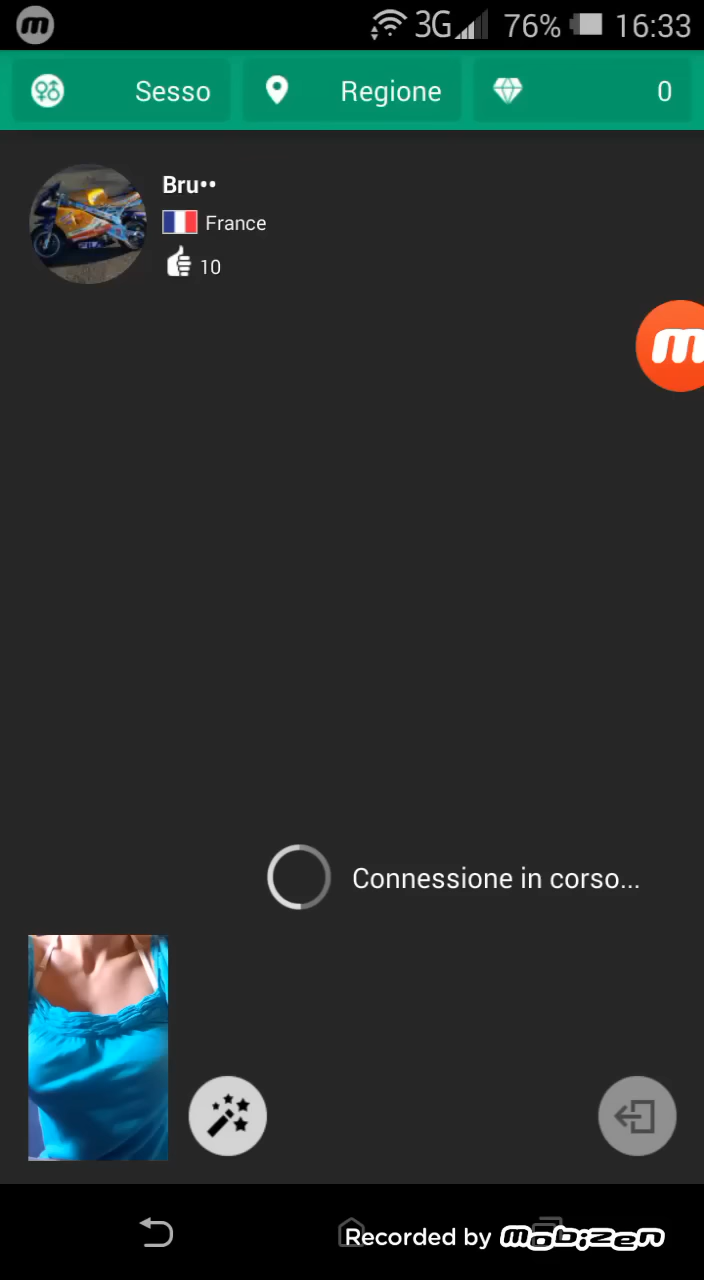 3G 76% 16:33
Sesso Regione 0
Bru••
France
10
m
Connessione in corso...
Recorded by mobizen